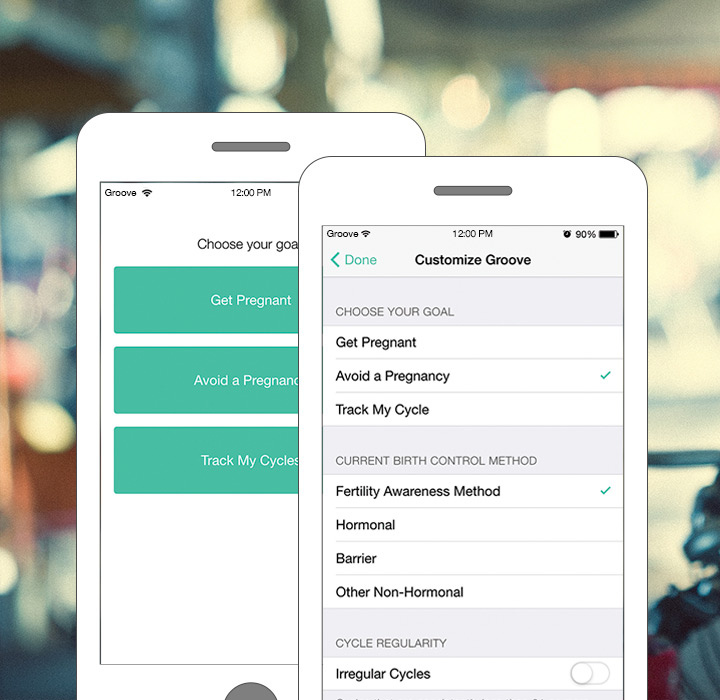 Groove
12:00 PM
Choose your goa
Get Pregnant
Avoid a Pregnanc
Track My Cycles
Groove
12:00 PM
90%
Done
Customize Groove
CHOOSE YOUR GOAL
Get Pregnant
Avoid a Pregnancy
Track My Cycle
CURRENT BIRTH CONTROL METHOD
Fertility Awareness Method
Hormonal
Barrier
Other Non-Hormonal
CYCLE REGULARITY
Irregular Cycles